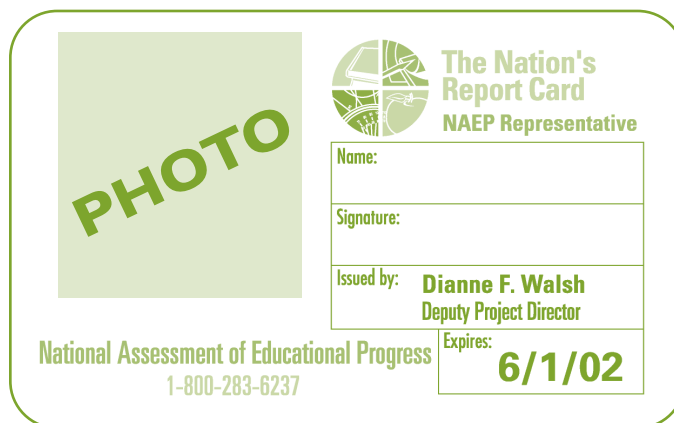 PHOTO
The Nation's
Report Card
NAEP Representative
Name:
Signature:
Issued by: Dianne F. Walsh
Deputy Project Director
National Assessment of Educational Progress
1-800-283-6237
Expires:
6/1/02